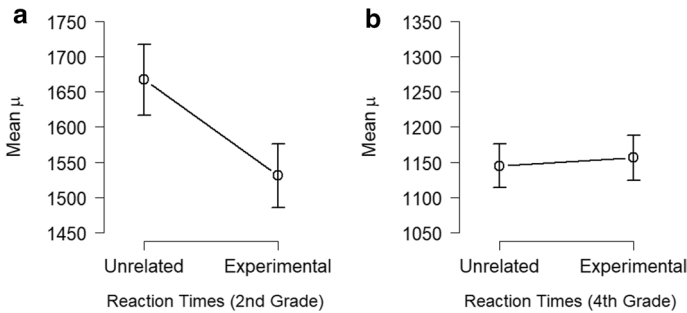 a
1750
1700
1650
1600
1550
1500
1450
Mean μ
Unrelated Experimental
Reaction Times (2nd Grade)
b
1350
1300
1250
1200
1150
1100
1050
Mean μ
Unrelated Experimental
Reaction Times (4th Grade)